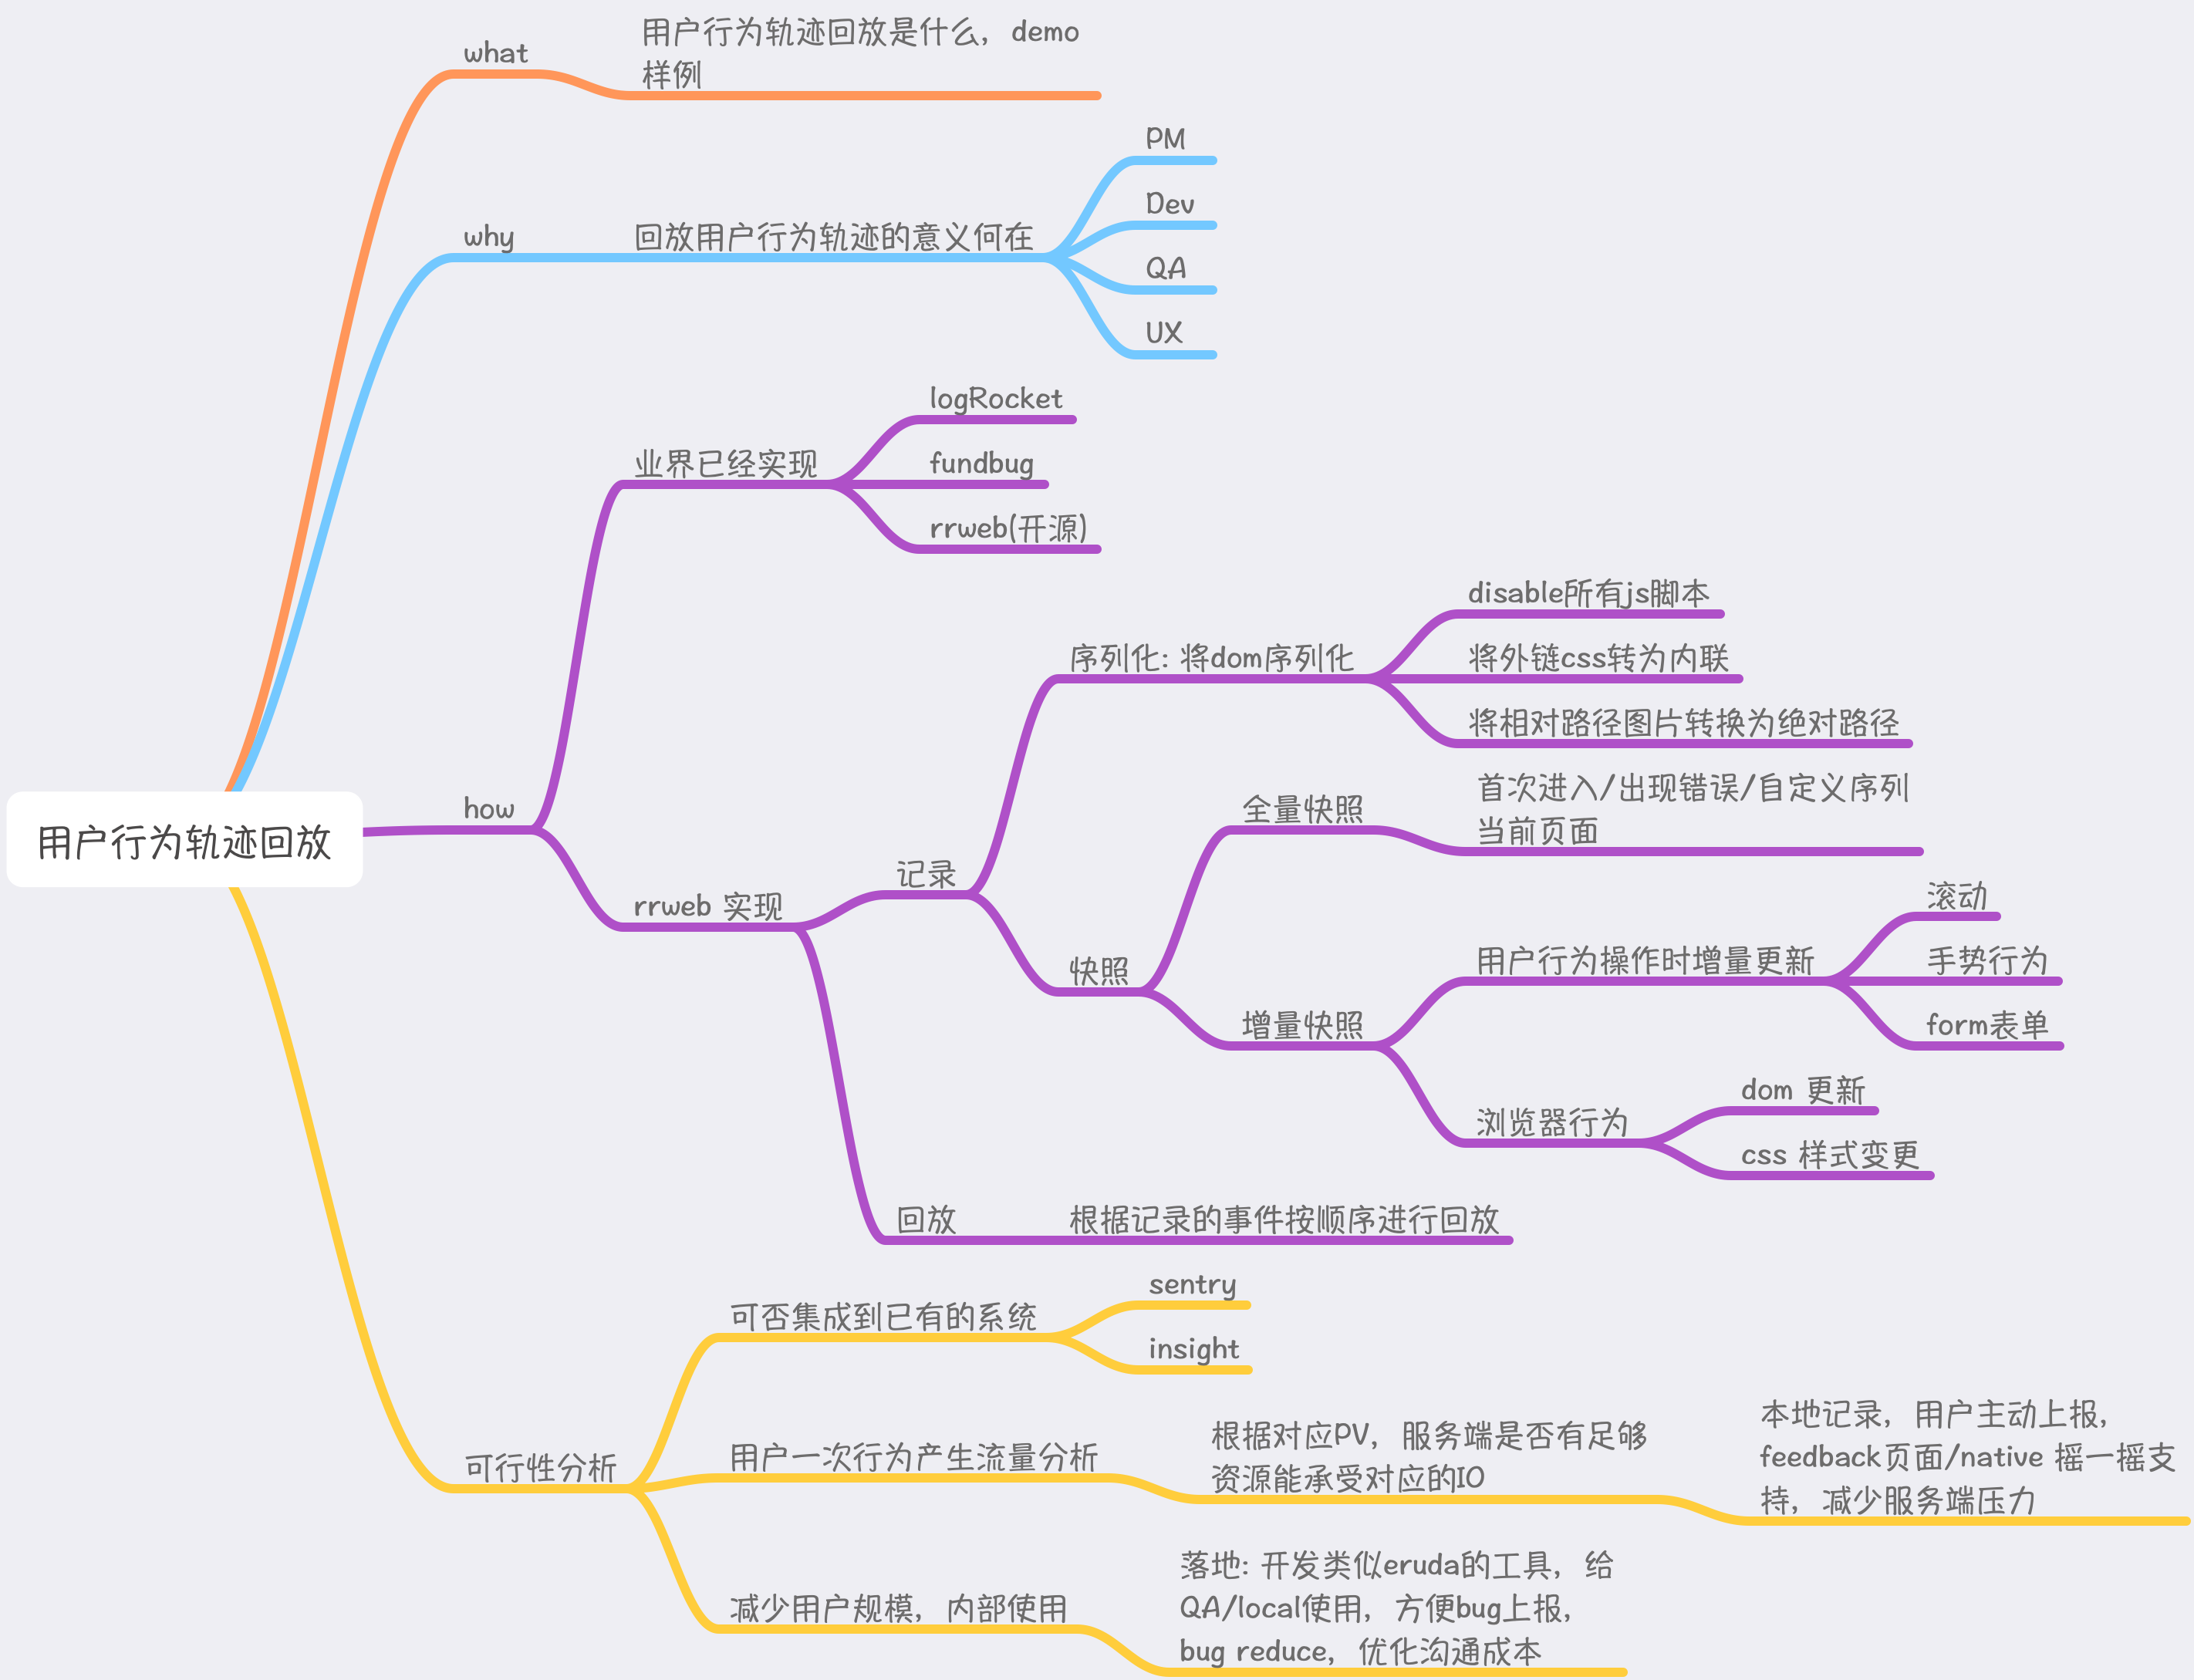 用户行为轨迹回放
what
用户行为轨迹回放是什么，demo
样例
why
回放用户行为轨迹的意义何在
PM
Dev
QA
UX
how
业界已经实现
logRocket
fundbug
rrweb(开源)
rrweb 实现
记录
序列化: 将dom序列化
disable所有js脚本
将外链css转为内联
将相对路径图片转换为绝对路径
快照
全量快照
首次进入/出现错误/自定义序列
当前页面
增量快照
用户行为操作时增量更新
滚动
手势行为
form表单
浏览器行为
dom 更新
css 样式变更
回放
根据记录的事件按顺序进行回放
可行性分析
可否集成到已有的系统
sentry
insight
用户一次行为产生流量分析
根据对应PV，服务端是否有足够
资源能承受对应的IO
本地记录，用户主动上报，
feedback页面/native 摇一摇支
持，减少服务端压力
减少用户规模，内部使用
落地: 开发类似eruda的工具，给
QA/local使用，方便bug上报，
bug reduce，优化沟通成本